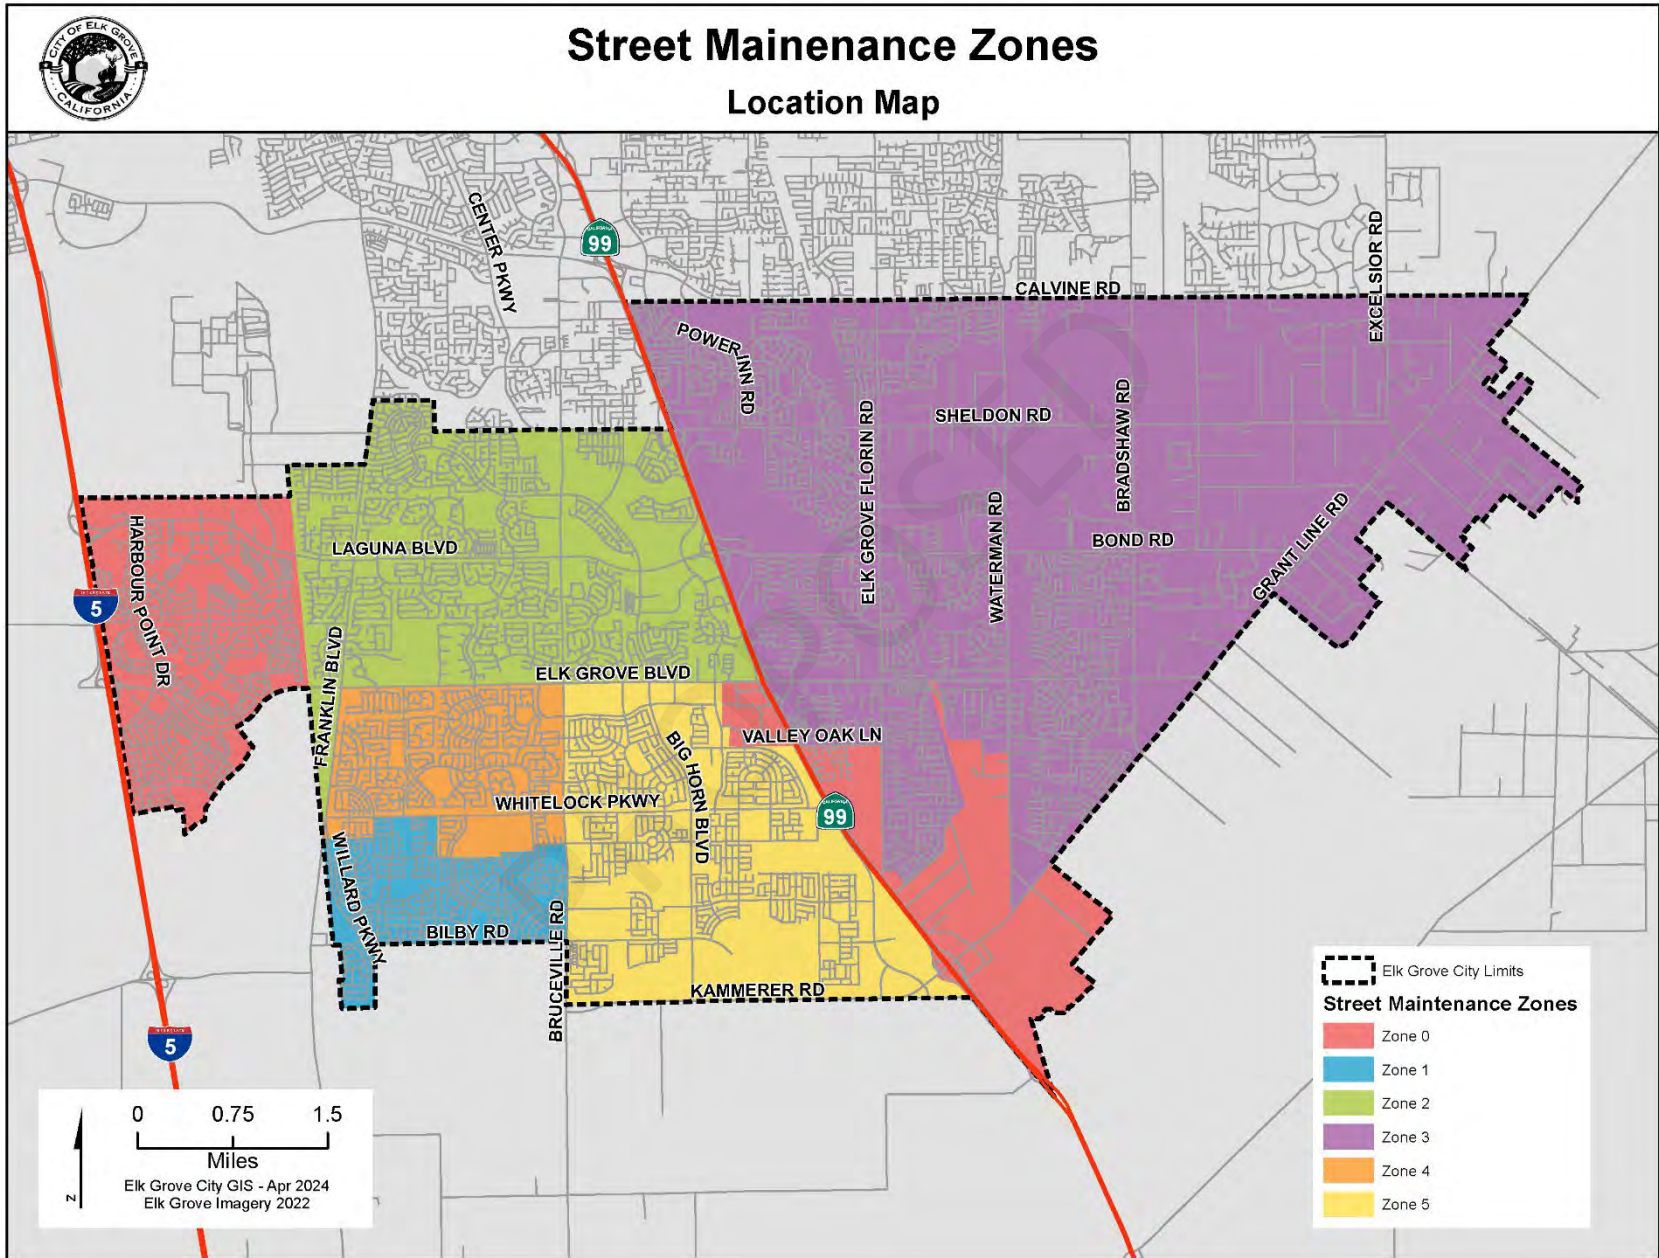 CITY OF ELK GROVE
CALIFORNIA
Street Mainenance Zones
Location Map
CENTER PKWY
CALIFORNIA
99
CALVINE RD
EXCELSIOR RD
POWER INN RD
SHELDON RD
BRADSHAW RD
ELK GROVE FLORIN RD
WATERMAN RD
HARBOUR POINT DR
LAGUNA BLVD
BOND RD
GRANT LINE RD
INTERSTATE
5
FRANKLIN BLVD
ELK GROVE BLVD
VALLEY OAK LN
BIG HORN BLVD
WHITELOCK PKWY
CALIFORNIA
99
WILLARD PKWY
BILBY RD
BRUCEVILLE RD
KAMMERER RD
INTERSTATE
5
PROPOSED
Elk Grove City Limits
Street Maintenance Zones
Zone 0
Zone 1
Zone 2
Zone 3
Zone 4
Zone 5
0 0.75 1.5
Miles
Elk Grove City GIS - Apr 2024
Elk Grove Imagery 2022
N